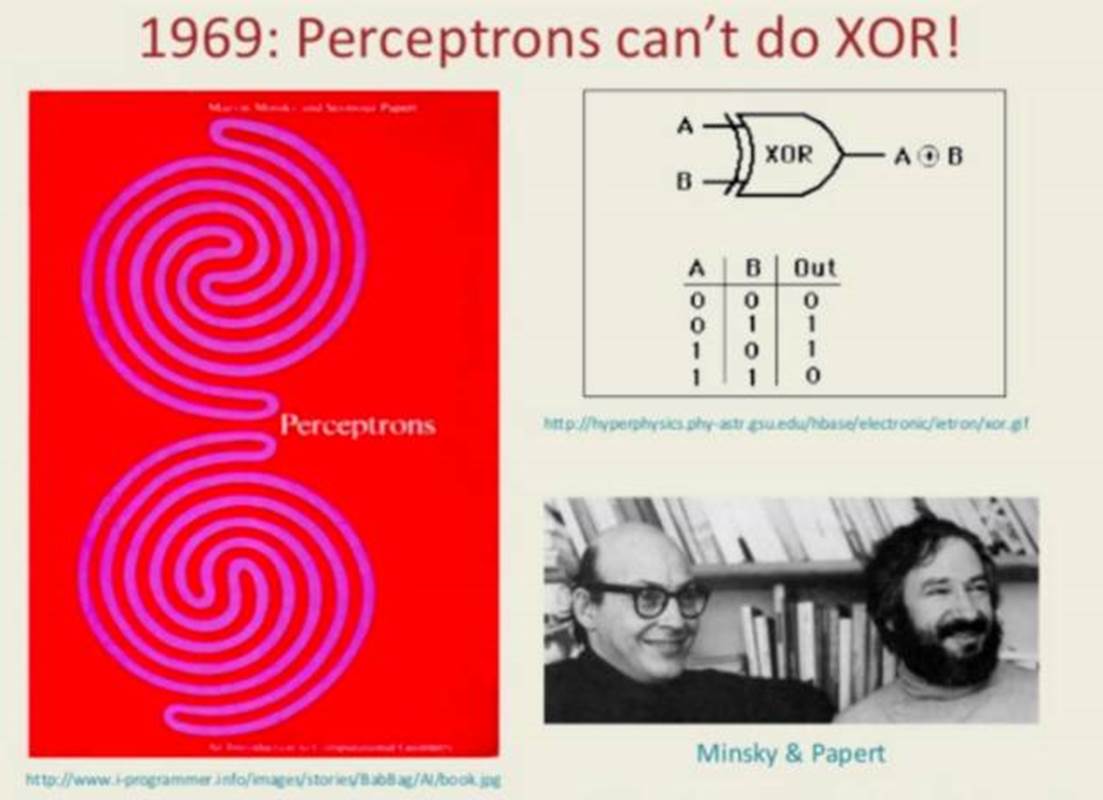 1969: Perceptrons can't do XOR!
Marvin Minsky and Seymour Papert
Perceptrons
An Introduction to Computational Geometry
http://www.i-programmer.info/images/stories/BabBag/AI/book.jpg
A
XOR
A ⊕ B
B
A B Out
0 0 0
0 1 1
1 0 1
1 1 0
http://hyperphysics.phy-astr.gsu.edu/hbase/electronic/ietron/xor.gif
Minsky & Papert